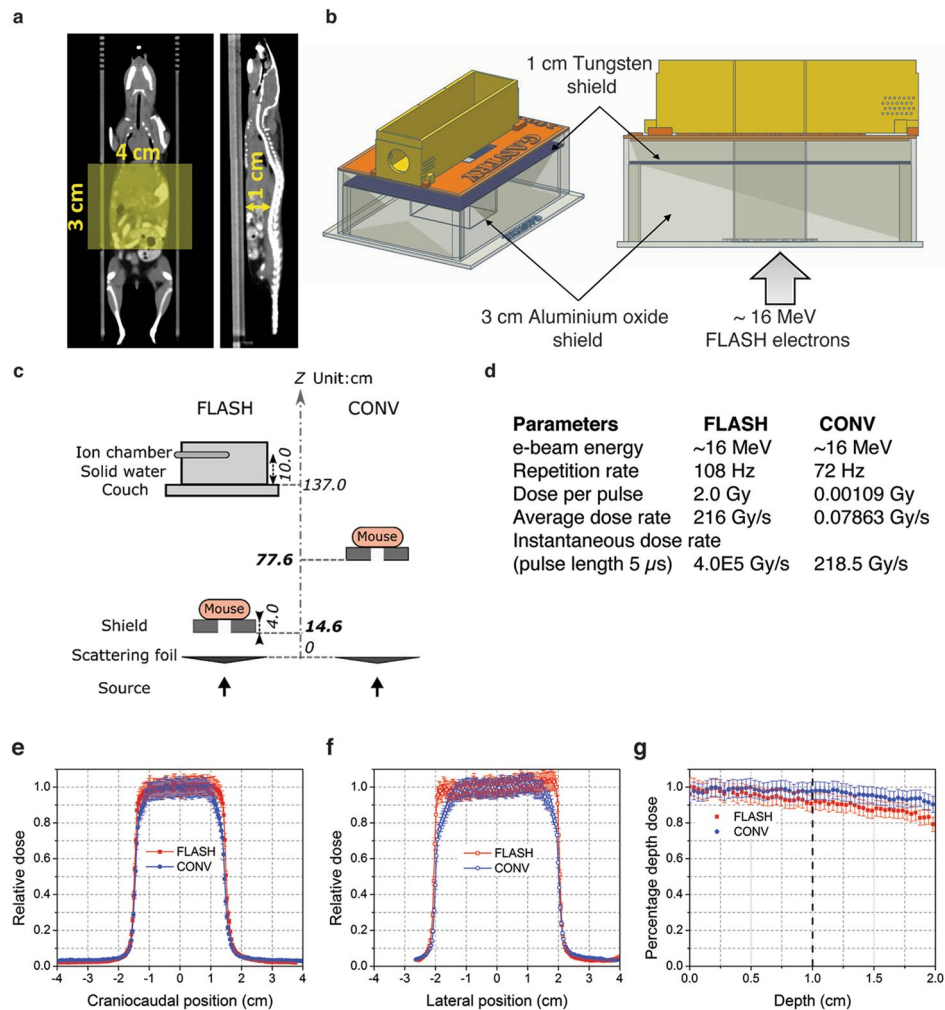 a
4 cm
3 cm
1 cm
b
1 cm Tungsten
shield
GANTRY
3 cm Aluminium oxide
shield
~ 16 MeV
FLASH electrons
c
Z Unit:cm
FLASH
CONV
Ion chamber
Solid water
Couch
10.0
137.0
Mouse
77.6
Mouse
Shield
4.0
14.6
Scattering foil
0
Source
d
Parameters FLASH CONV
e-beam energy ~16 MeV ~16 MeV
Repetition rate 108 Hz 72 Hz
Dose per pulse 2.0 Gy 0.00109 Gy
Average dose rate 216 Gy/s 0.07863 Gy/s
Instantaneous dose rate
(pulse length 5 µs) 4.0E5 Gy/s 218.5 Gy/s
e
Relative dose
1.0
0.8
0.6
0.4
0.2
0.0
FLASH
CONV
-4 -3 -2 -1 0 1 2 3 4
Craniocaudal position (cm)
f
Relative dose
1.0
0.8
0.6
0.4
0.2
0.0
FLASH
CONV
-4 -3 -2 -1 0 1 2 3 4
Lateral position (cm)
g
Percentage depth dose
1.0
0.8
0.6
0.4
0.2
0.0
FLASH
CONV
0.0 0.5 1.0 1.5 2.0
Depth (cm)